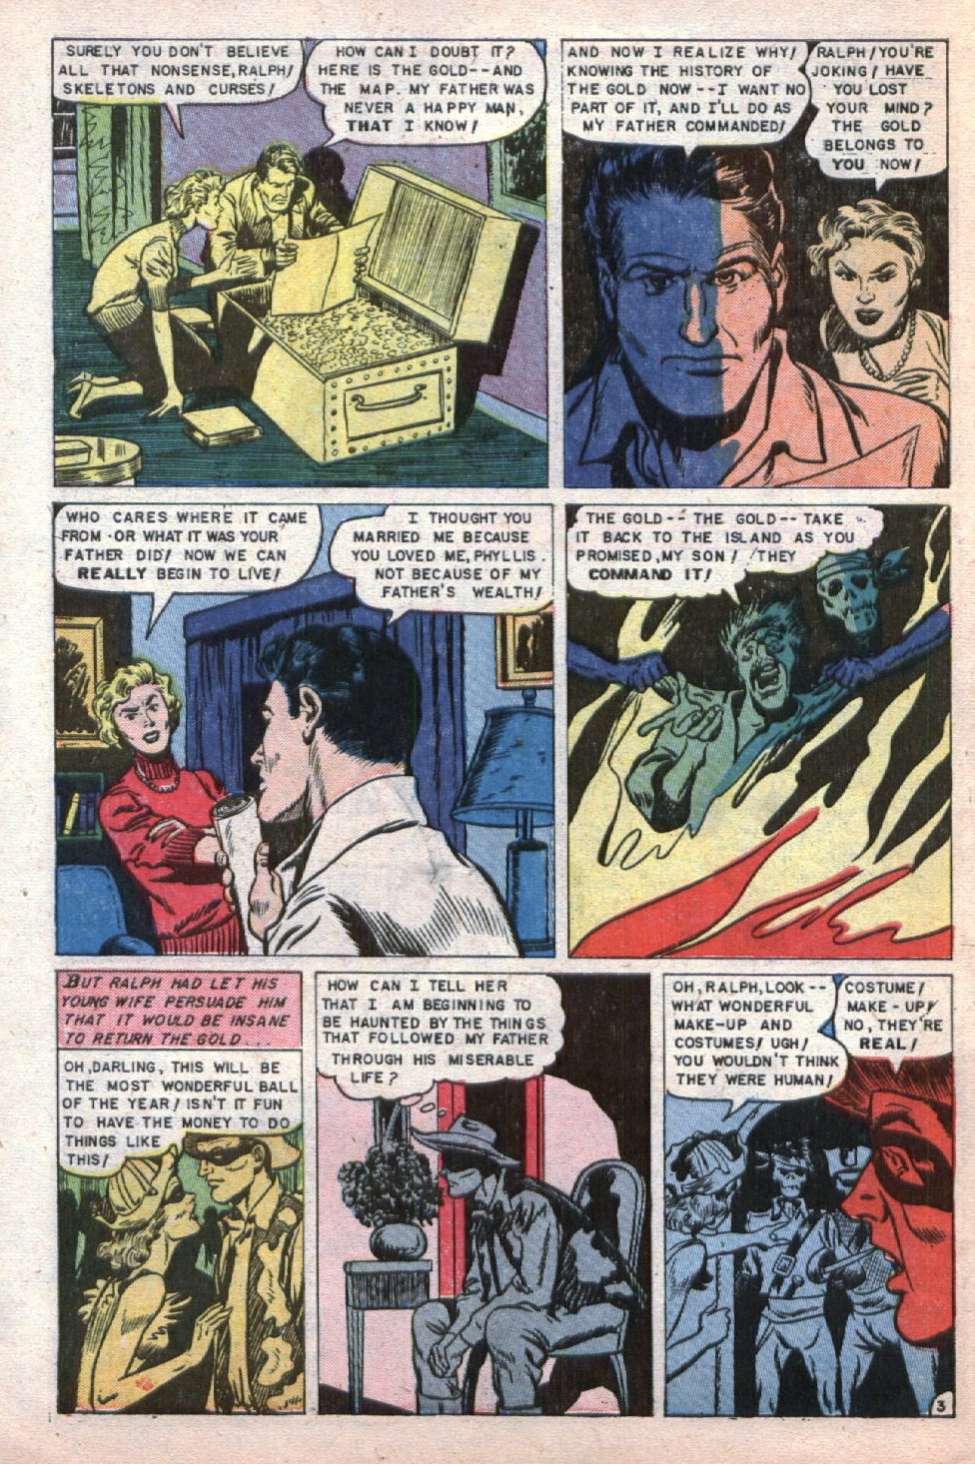 SURELY YOU DON'T BELIEVE
ALL THAT NONSENSE, RALPH!
SKELETONS AND CURSES!
HOW CAN I DOUBT IT?
HERE IS THE GOLD--AND
THE MAP. MY FATHER WAS
NEVER A HAPPY MAN,
THAT I KNOW!
AND NOW I REALIZE WHY!
KNOWING THE HISTORY OF
THE GOLD NOW--I WANT NO
PART OF IT, AND I'LL DO AS
MY FATHER COMMANDED!
RALPH! YOU'RE
JOKING! HAVE
YOU LOST
YOUR MIND?
THE GOLD
BELONGS TO
YOU NOW!
WHO CARES WHERE IT CAME
FROM-OR WHAT IT WAS YOUR
FATHER DID! NOW WE CAN
REALLY BEGIN TO LIVE!
I THOUGHT YOU
MARRIED ME BECAUSE
YOU LOVED ME, PHYLLIS.
NOT BECAUSE OF MY
FATHER'S WEALTH!
THE GOLD--THE GOLD--TAKE
IT BACK TO THE ISLAND AS YOU
PROMISED, MY SON! THEY
COMMAND IT!
BUT RALPH HAD LET HIS
YOUNG WIFE PERSUADE HIM
THAT IT WOULD BE INSANE
TO RETURN THE GOLD...
OH, DARLING, THIS WILL BE
THE MOST WONDERFUL BALL
OF THE YEAR! ISN'T IT FUN
TO HAVE THE MONEY TO DO
THINGS LIKE
THIS!
HOW CAN I TELL HER
THAT I AM BEGINNING TO
BE HAUNTED BY THE THINGS
THAT FOLLOWED MY FATHER
THROUGH HIS MISERABLE
LIFE?
OH, RALPH, LOOK--
WHAT WONDERFUL
MAKE-UP AND
COSTUMES! UGH!
YOU WOULDN'T THINK
THEY WERE HUMAN!
COSTUME!
MAKE-UP!
NO, THEY'RE
REAL!
3